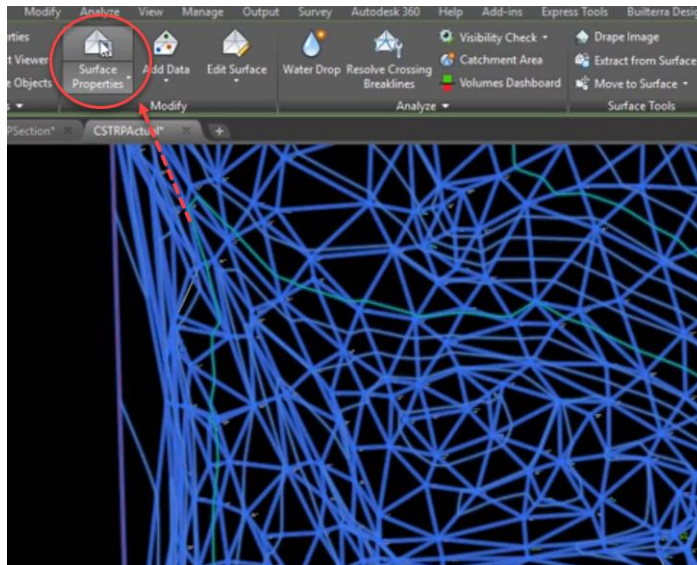 Modify Analyze View Manage Output Survey Autodesk 360 Help Add-ins Express Tools Builterra Desi
erties
ct Viewer
e Objects
s
Surface Properties
Add Data
Edit Surface
Modify
Water Drop
Resolve Crossing Breaklines
Visibility Check
Catchment Area
Volumes Dashboard
Analyze
Drape Image
Extract from Surface
Move to Surface
Surface Tools
PSection*
CSTRPActual*